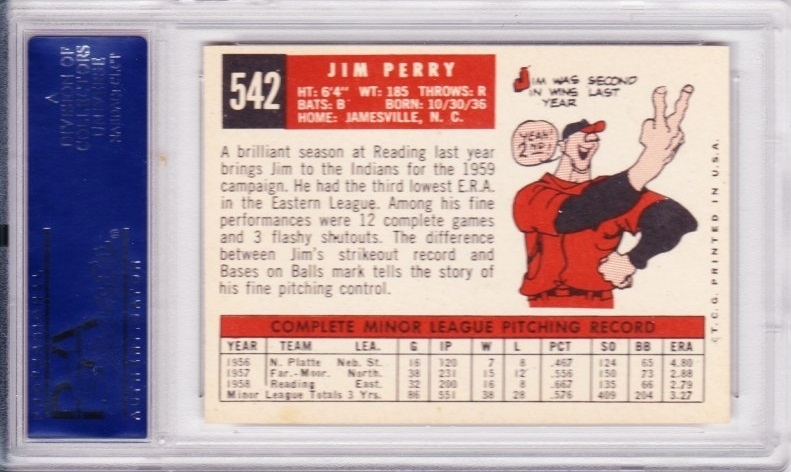 542
JIM PERRY
HT: 6'4" WT: 185 THROWS: R
BATS: B BORN: 10/30/36
HOME: JAMESVILLE, N. C.
JIM WAS SECOND
IN WINS LAST
YEAR
YEAH!
2ND!
A brilliant season at Reading last year
brings Jim to the Indians for the 1959
campaign. He had the third lowest E.R.A.
in the Eastern League. Among his fine
performances were 12 complete games
and 3 flashy shutouts. The difference
between Jim's strikeout record and
Bases on Balls mark tells the story of
his fine pitching control.
T.C.G. PRINTED IN U.S.A.
COMPLETE MINOR LEAGUE PITCHING RECORD
YEAR TEAM LEA. G IP W L PCT SO BB ERA
1956 N. Platte Neb. St. 16 120 7 8 .467 124 65 4.80
1957 Far.-Moor. North. 38 231 15 12 .556 150 73 2.88
1958 Reading East. 32 200 16 8 .667 135 66 2.79
Minor League Totals 3 Yrs. 86 551 38 28 .576 409 204 3.27
A
DIVISION OF
COLLECTORS
UNIVERSE
PSA